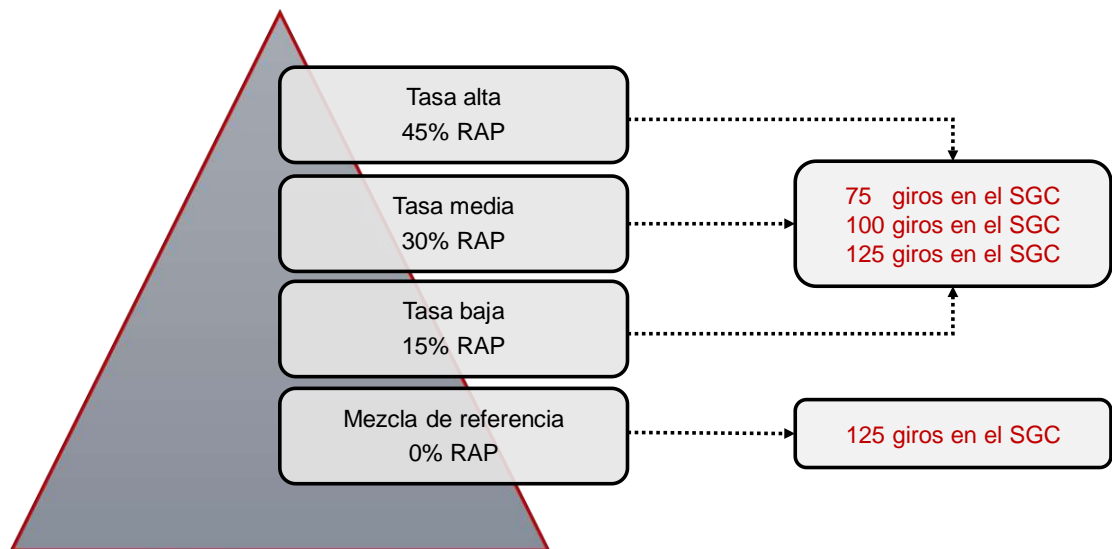 Tasa alta
45% RAP
Tasa media
30% RAP
Tasa baja
15% RAP
Mezcla de referencia
0% RAP
75 giros en el SGC
100 giros en el SGC
125 giros en el SGC
125 giros en el SGC